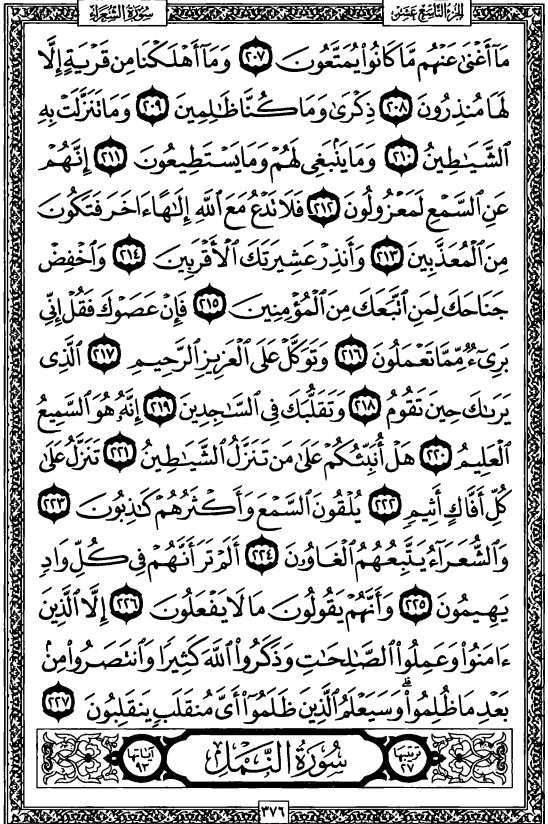 الجزء التاسع عشر
سورة الشعراء
مَآ أَغۡنَىٰ عَنۡهُم مَّا كَانُواْ يُمَتَّعُونَ ٢٠٧ وَمَآ أَهۡلَكۡنَا مِن قَرۡيَةٍ إِلَّا
لَهَا مُنذِرُونَ ٢٠٨ ذِكۡرَىٰ وَمَا كُنَّا ظَٰلِمِينَ ٢٠٩ وَمَا تَنَزَّلَتۡ بِهِ
ٱلشَّيَٰطِينُ ٢١٠ وَمَا يَنۢبَغِي لَهُمۡ وَمَا يَسۡتَطِيعُونَ ٢١١ إِنَّهُمۡ
عَنِ ٱلسَّمۡعِ لَمَعۡزُولُونَ ٢١٢ فَلَا تَدۡعُ مَعَ ٱللَّهِ إِلَٰهًا ءَاخَرَ فَتَكُونَ
مِنَ ٱلۡمُعَذَّبِينَ ٢١٣ وَأَنذِرۡ عَشِيرَتَكَ ٱلۡأَقۡرَبِينَ ٢١٤ وَٱخۡفِضۡ
جَنَاحَكَ لِمَنِ ٱتَّبَعَكَ مِنَ ٱلۡمُؤۡمِنِينَ ٢١٥ فَإِنۡ عَصَوۡكَ فَقُلۡ إِنِّي
بَرِيٓءٞ مِّمَّا تَعۡمَلُونَ ٢١٦ وَتَوَكَّلۡ عَلَى ٱلۡعَزِيزِ ٱلرَّحِيمِ ٢١٧ ٱلَّذِي
يَرَىٰكَ حِينَ تَقُومُ ٢١٨ وَتَقَلُّبَكَ فِي ٱلسَّٰجِدِينَ ٢١٩ إِنَّهُۥ هُوَ ٱلسَّمِيعُ
ٱلۡعَلِيمُ ٢٢٠ هَلۡ أُنَبِّئُكُمۡ عَلَىٰ مَن تَنَزَّلُ ٱلشَّيَٰطِينُ ٢٢١ تَنَزَّلُ عَلَىٰ
كُلِّ أَفَّاكٍ أَثِيمٖ ٢٢٢ يُلۡقُونَ ٱلسَّمۡعَ وَأَكۡثَرُهُمۡ كَٰذِبُونَ ٢٢٣
وَٱلشُّعَرَآءُ يَتَّبِعُهُمُ ٱلۡغَاوُۥنَ ٢٢٤ أَلَمۡ تَرَ أَنَّهُمۡ فِي كُلِّ وَادٖ
يَهِيمُونَ ٢٢٥ وَأَنَّهُمۡ يَقُولُونَ مَا لَا يَفۡعَلُونَ ٢٢٦ إِلَّا ٱلَّذِينَ
ءَامَنُواْ وَعَمِلُواْ ٱلصَّٰلِحَٰتِ وَذَكَرُواْ ٱللَّهَ كَثِيرٗا وَٱنتَصَرُواْ مِنۢ
بَعۡدِ مَا ظُلِمُواْۗ وَسَيَعۡلَمُ ٱلَّذِينَ ظَلَمُوٓاْ أَيَّ مُنقَلَبٖ يَنقَلِبُونَ ٢٢٧
ترتيبها ٢٧
سُورَةُ النَّمۡلِ
آياتها ٩٣
٣٧٦